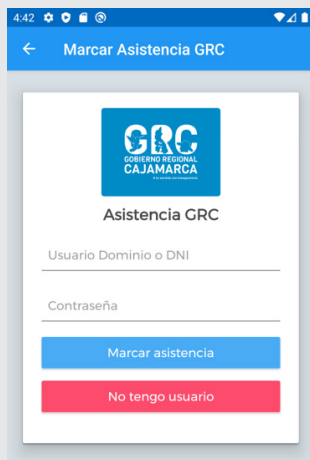 4:42
Marcar Asistencia GRC
GRC
GOBIERNO REGIONAL
CAJAMARCA
Asistencia GRC
Usuario Dominio o DNI
Contraseña
Marcar asistencia
No tengo usuario